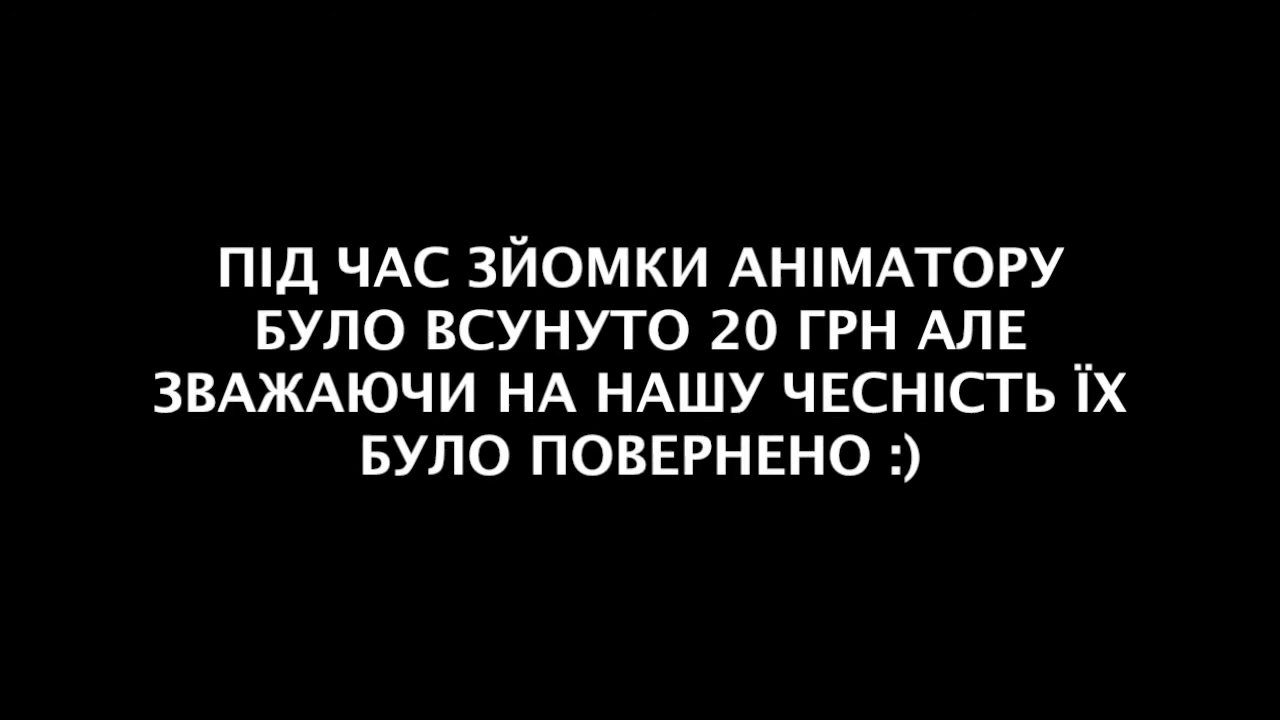 ПІД ЧАС ЗЙОМКИ АНІМАТОРУ
БУЛО ВСУНУТО 20 ГРН АЛЕ
ЗВАЖАЮЧИ НА НАШУ ЧЕСНІСТЬ ЇХ
БУЛО ПОВЕРНЕНО :)